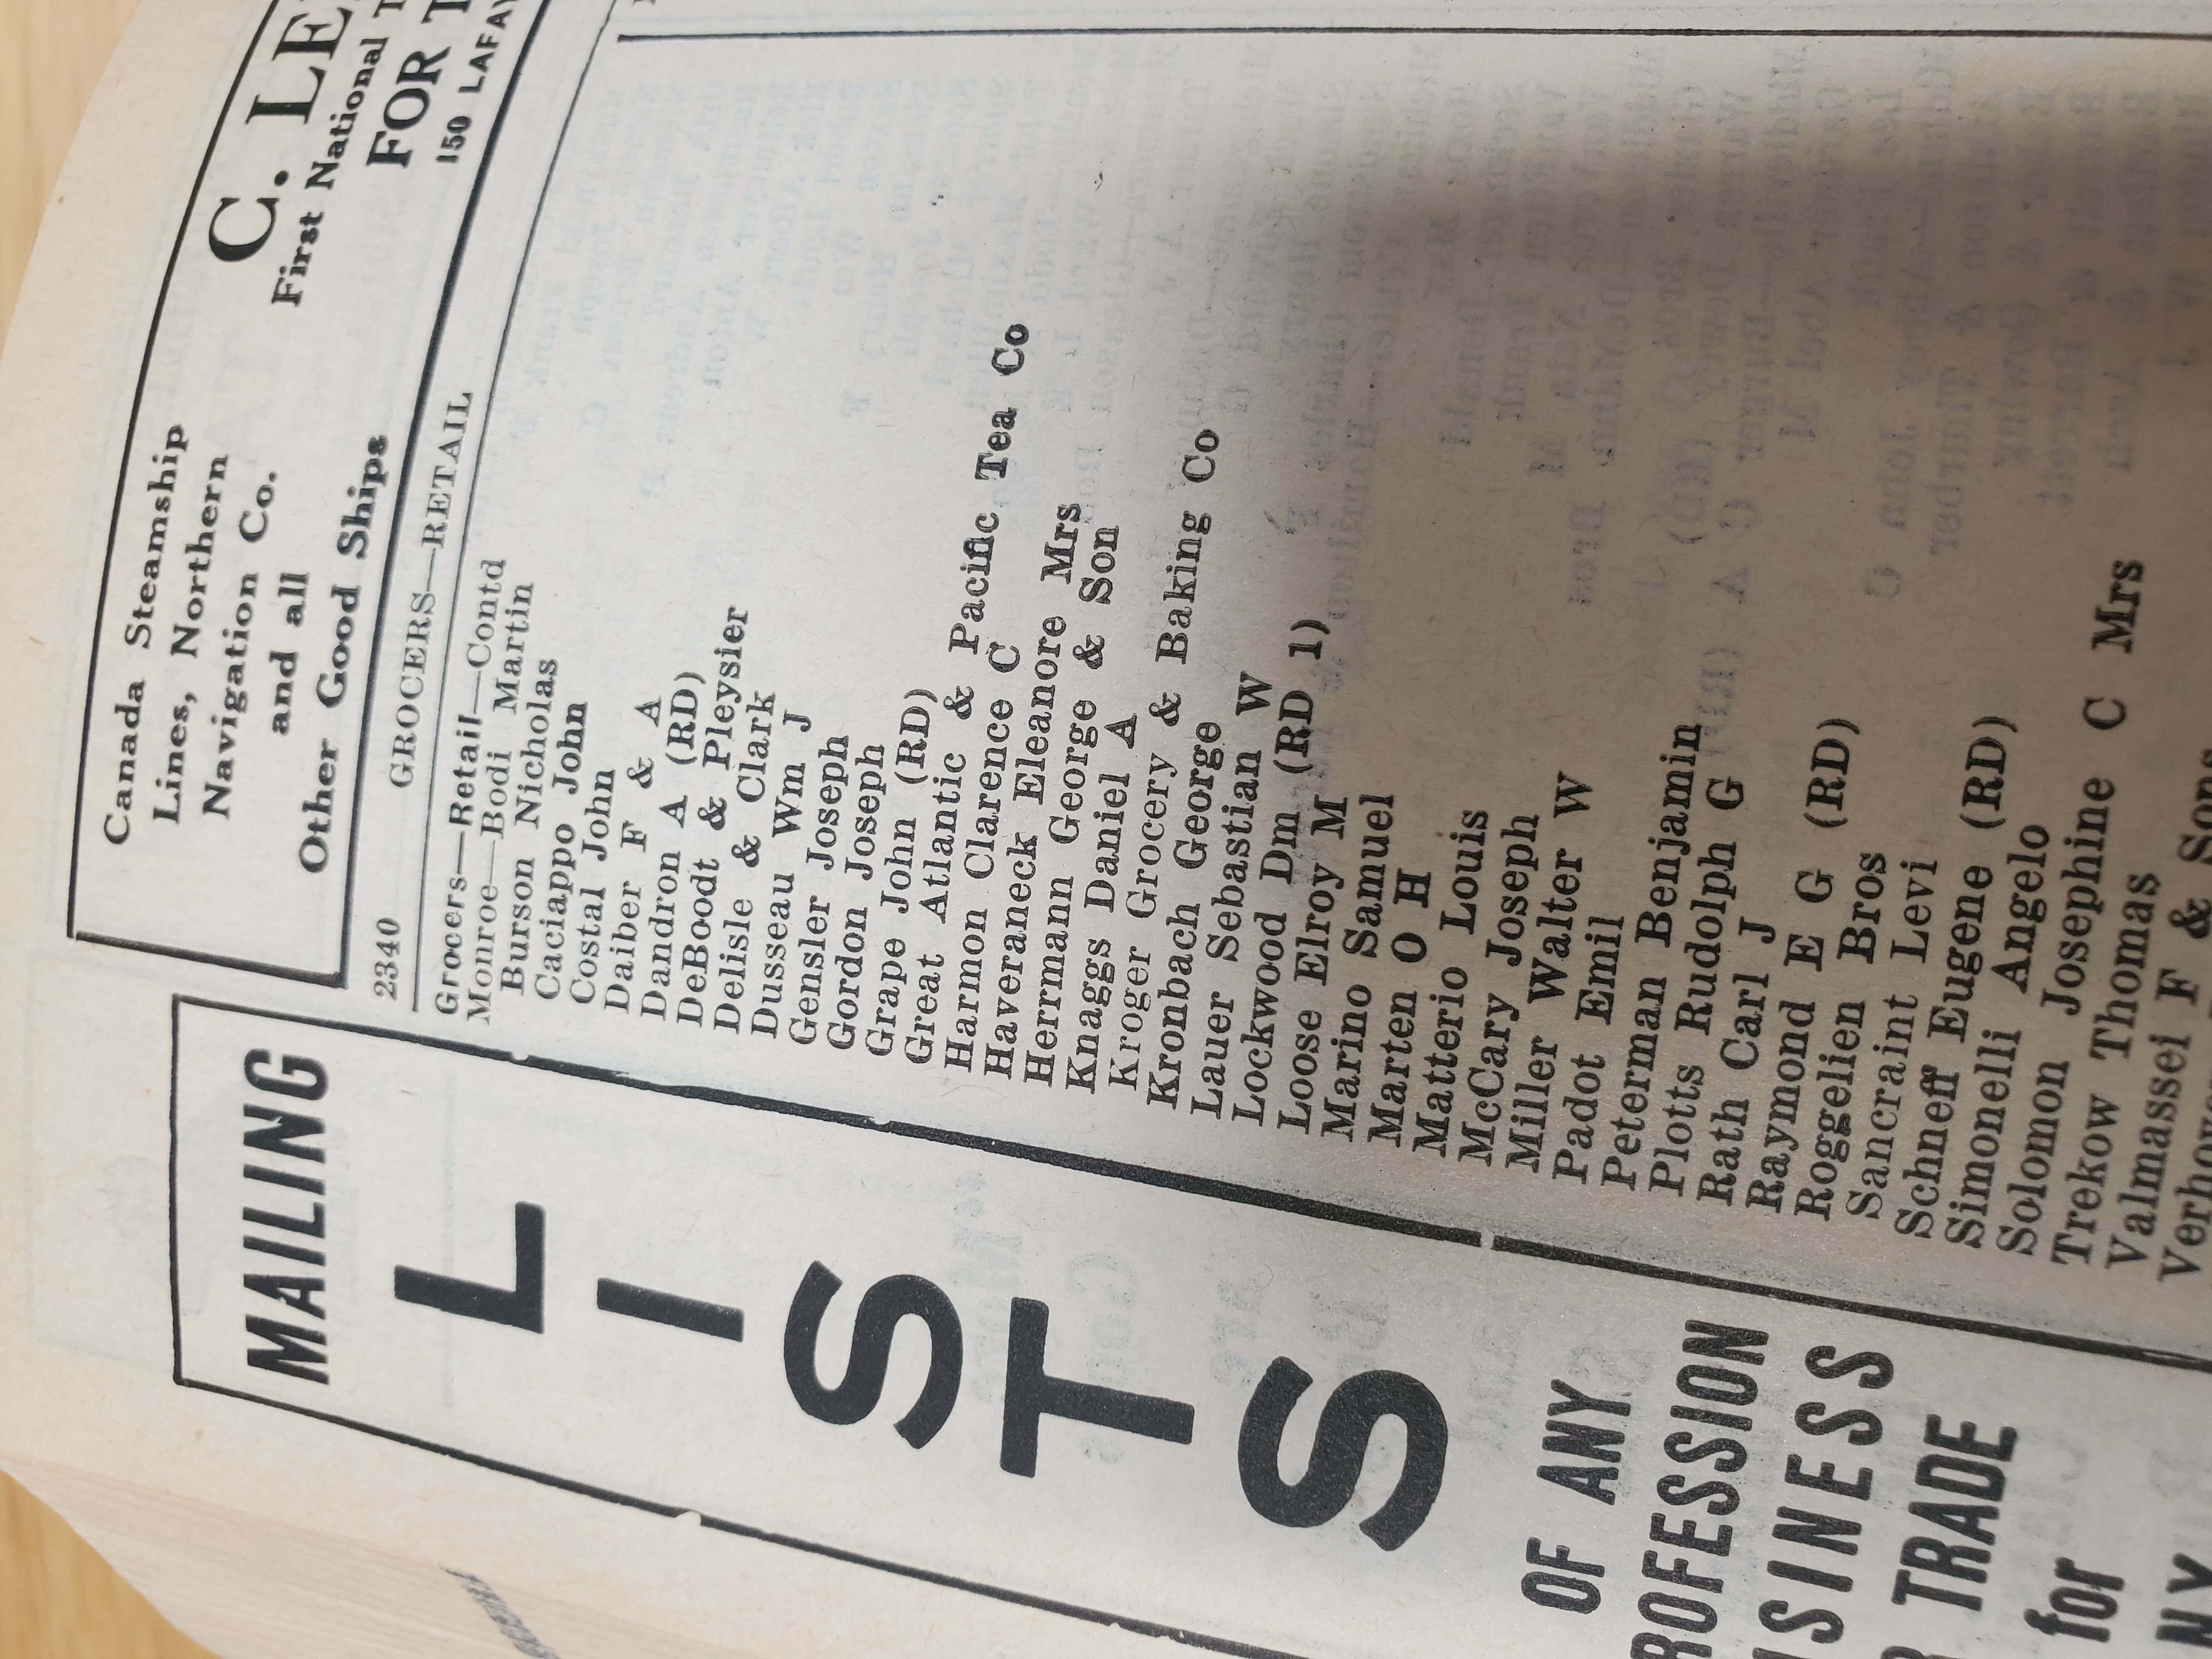 Canada Steamship
Lines, Northern
Navigation Co.
and all
Other Good Ships
C.
First National
FOR
150
2340 GROCERS—RETAIL
MAILING
L
I
S
T
S
OF ANY
TRADE
for
Grocers—Retail—Contd
Monroe—Bodi Martin
Burson Nicholas
Caciappo John
Costal John
Daiber F & A
Dandron A (RD)
DeBoodt & Pleysier
Delisle & Clark
Dusseau Wm J
Gensler Joseph
Gordon Joseph
Grape John (RD)
Great Atlantic & Pacific Tea Co
Harmon Clarence C
Haveraneck Eleanore Mrs
Herrmann George & Son
Knaggs Daniel A
Kroger Grocery & Baking Co
Kronbach George
Lauer Sebastian W
Lockwood Dm (RD 1)
Loose Elroy M
Marino Samuel
Marten O H
Matterio Louis
McCary Joseph
Miller Walter W
Padot Emil
Peterman Benjamin
Plotts Rudolph G
Rath Carl J
Raymond E G (RD)
Roggelien Bros
Sancraint Levi
Schneff Eugene (RD)
Simonelli Angelo
Solomon Josephine C Mrs
Trekow Thomas
Valmassei F & Sons